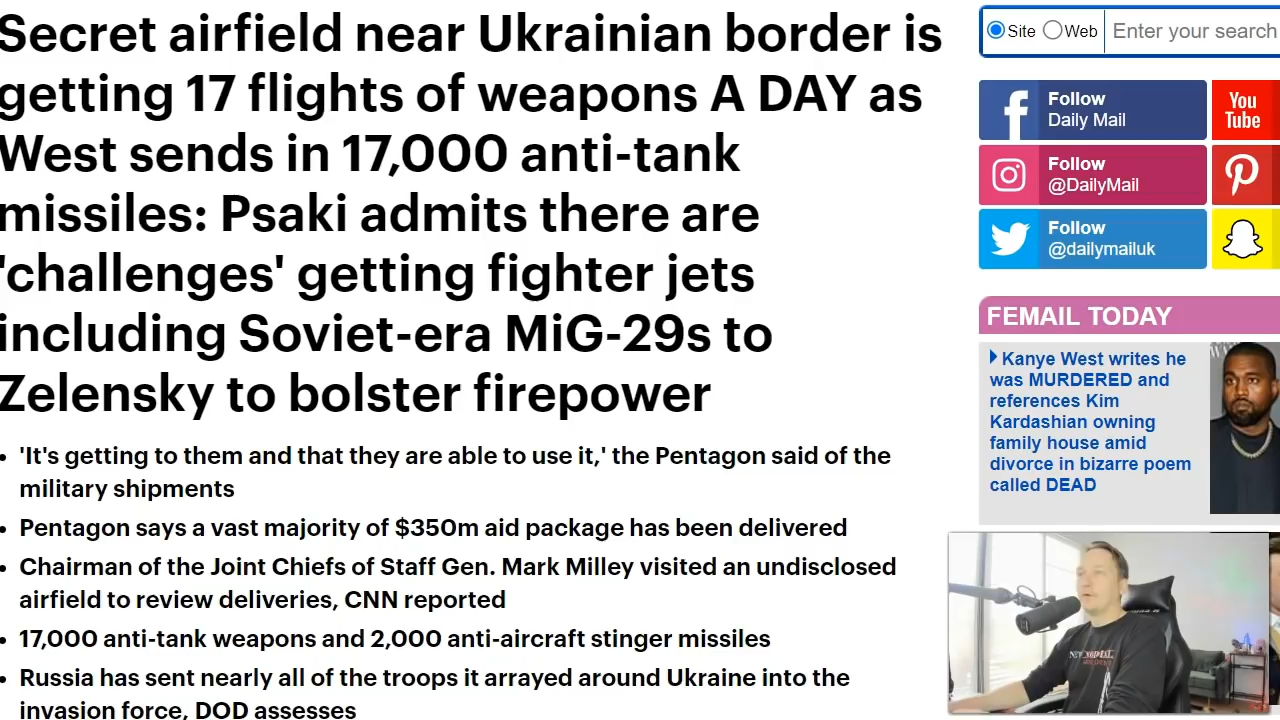 Secret airfield near Ukrainian border is
getting 17 flights of weapons A DAY as
West sends in 17,000 anti-tank
missiles: Psaki admits there are
'challenges' getting fighter jets
including Soviet-era MiG-29s to
Zelensky to bolster firepower
'It's getting to them and that they are able to use it,' the Pentagon said of the
military shipments
Pentagon says a vast majority of $350m aid package has been delivered
Chairman of the Joint Chiefs of Staff Gen. Mark Milley visited an undisclosed
airfield to review deliveries, CNN reported
17,000 anti-tank weapons and 2,000 anti-aircraft stinger missiles
Russia has sent nearly all of the troops it arrayed around Ukraine into the
invasion force, DOD assesses
Site Web Enter your search
Follow
Daily Mail
You
Tube
Follow
@DailyMail
Follow
@dailymailuk
FEMAIL TODAY
Kanye West writes he
was MURDERED and
references Kim
Kardashian owning
family house amid
divorce in bizarre poem
called DEAD